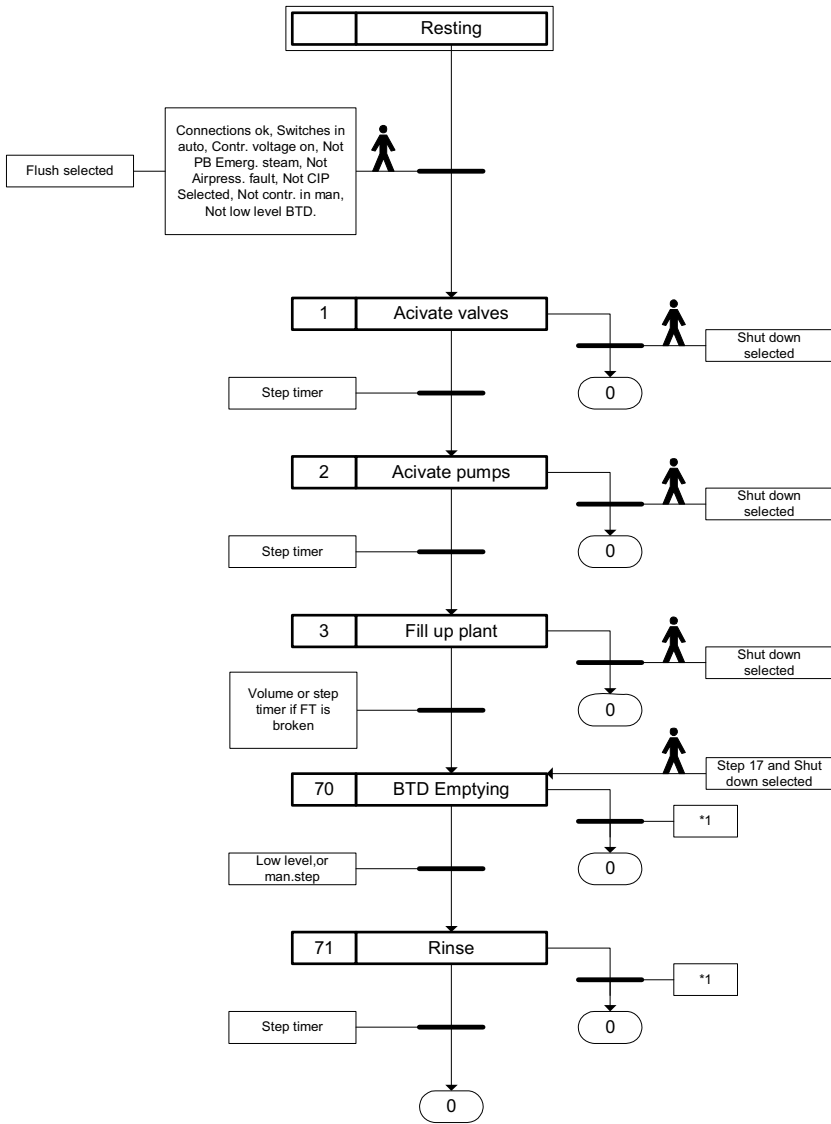 Resting
Flush selected
Connections ok, Switches in
auto, Contr. voltage on, Not
PB Emerg. steam, Not
Airpress. fault, Not CIP
Selected, Not contr. in man,
Not low level BTD.
1
Acivate valves
Shut down
selected
0
Step timer
2
Acivate pumps
Shut down
selected
0
Step timer
3
Fill up plant
Shut down
selected
0
Volume or step
timer if FT is
broken
Step 17 and Shut
down selected
70
BTD Emptying
*1
0
Low level,or
man.step
71
Rinse
*1
0
Step timer
0